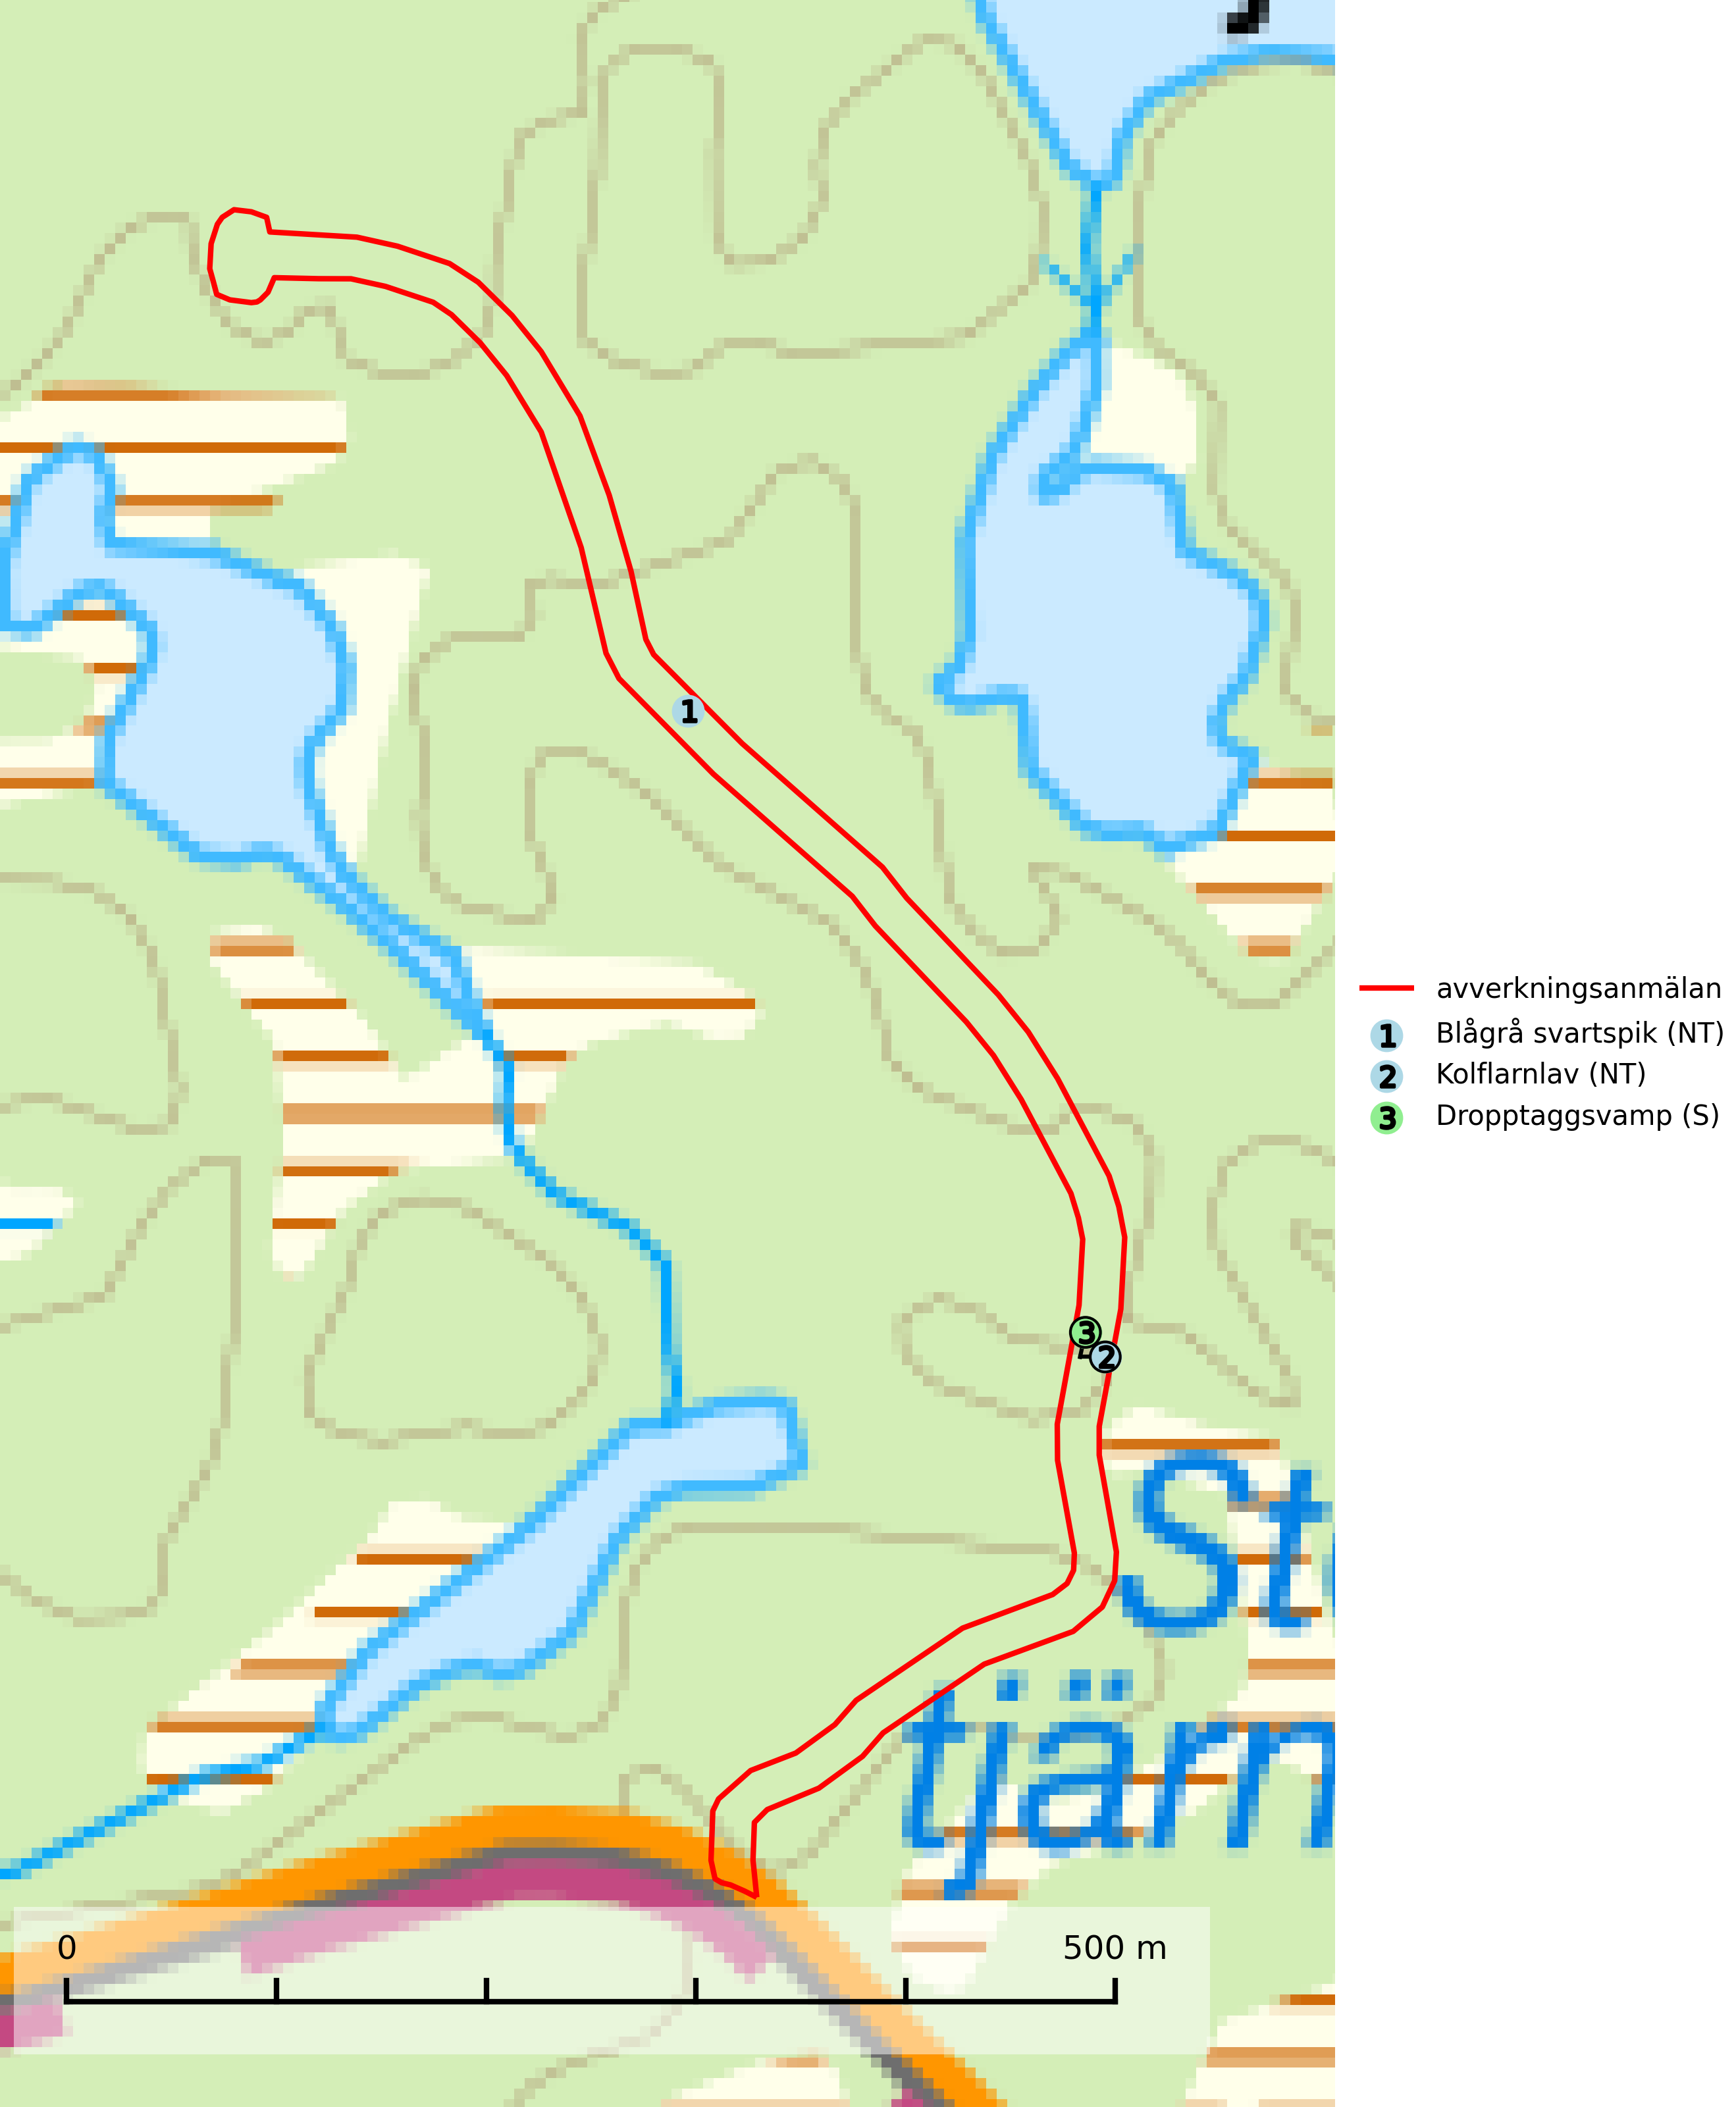 avverkningsanmälan
1 Blågrå svartspik (NT)
2 Kolflarnlav (NT)
3 Dropptaggsvamp (S)
1
3
2
St
tjärn
0 500 m